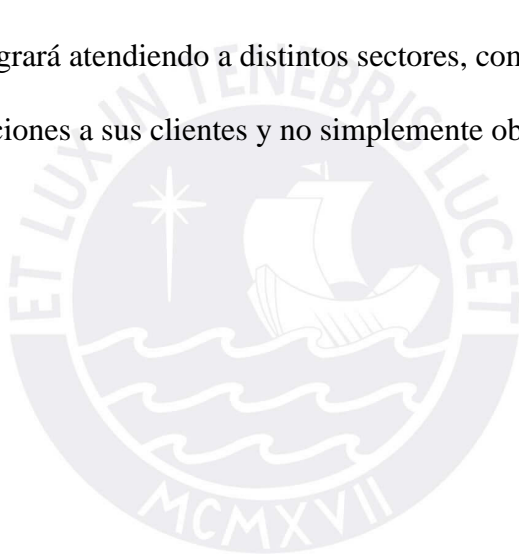 grará atendiendo a distintos sectores, con
ciones a sus clientes y no simplemente ob
ET LUX IN TENEBRIS LUCET
MCMXVII